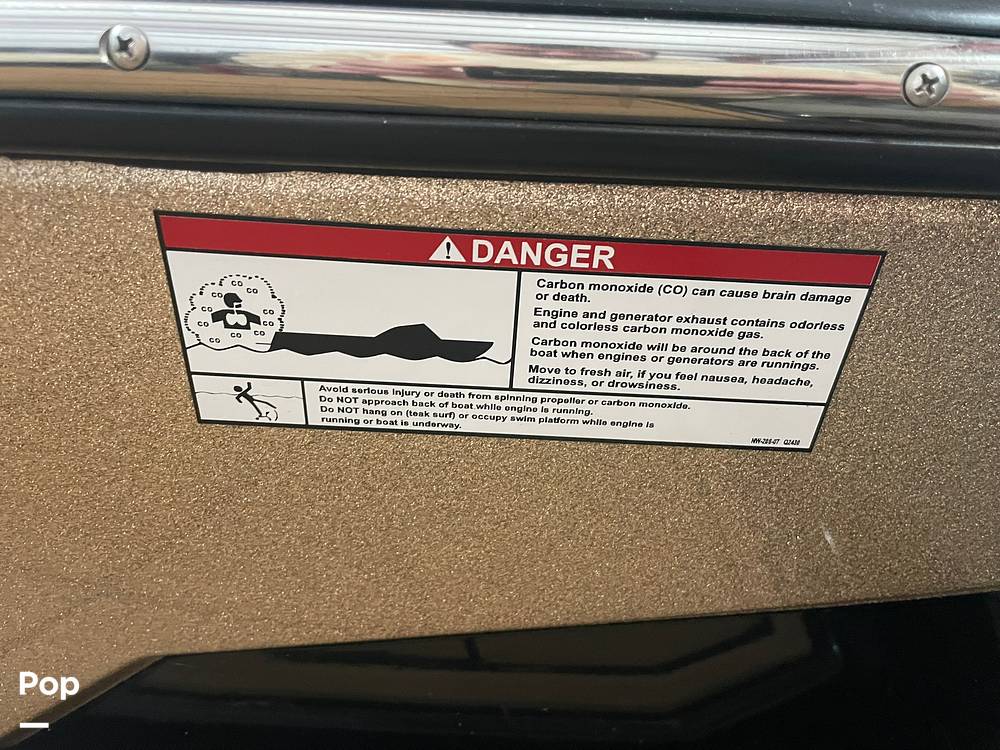 DANGER
CO
CO CO
CO CO
CO CO
CO CO CO
CO
Carbon monoxide (CO) can cause brain damage
or death.
Engine and generator exhaust contains odorless
and colorless carbon monoxide gas.
Carbon monoxide will be around the back of the
boat when engines or generators are runnings.
Move to fresh air, if you feel nausea, headache,
dizziness, or drowsiness.
Avoid serious injury or death from spinning propeller or carbon monoxide.
Do NOT approach back of boat while engine is running.
Do NOT hang on (teak surf) or occupy swim platform while engine is
running or boat is underway.
Pop